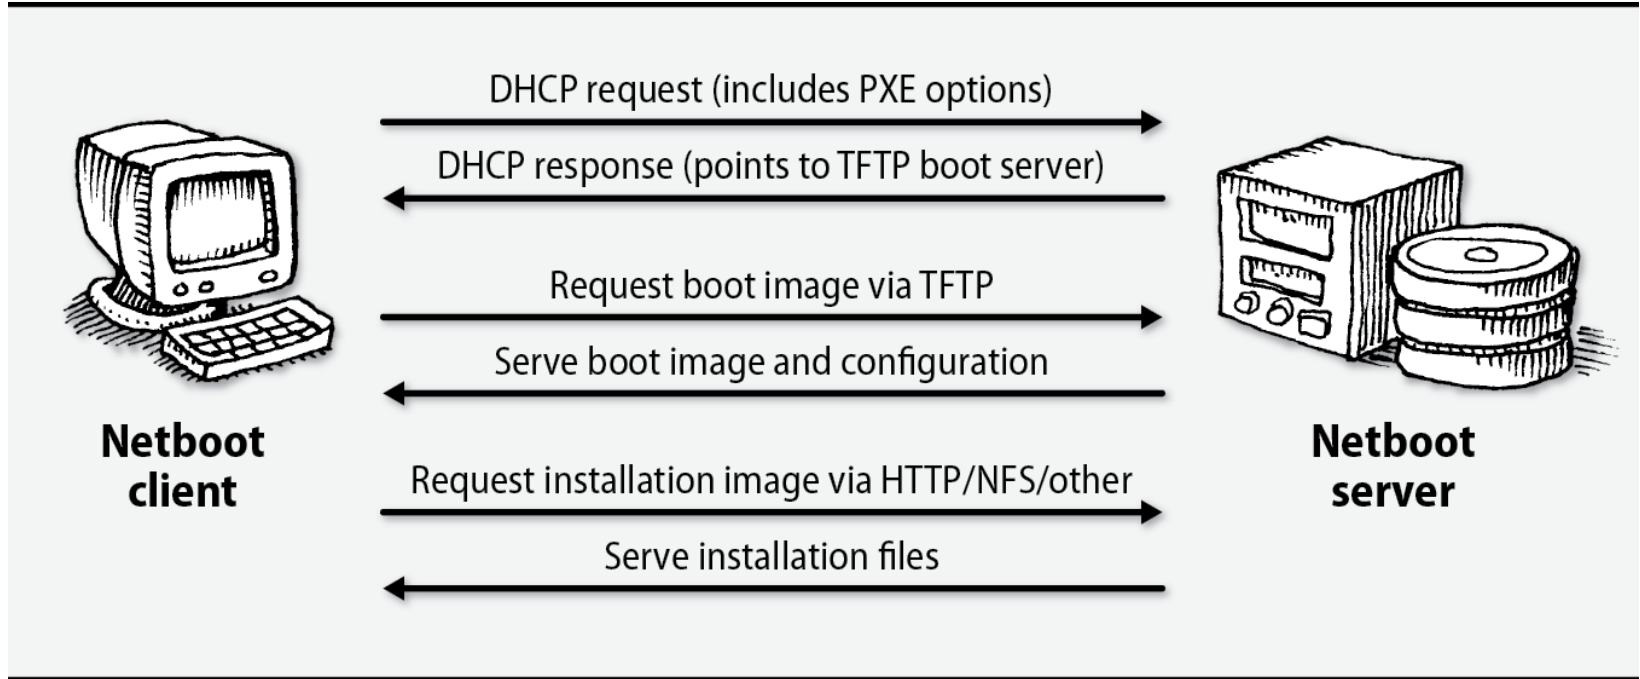 DHCP request (includes PXE options)
DHCP response (points to TFTP boot server)
Request boot image via TFTP
Serve boot image and configuration
Request installation image via HTTP/NFS/other
Serve installation files
Netboot
client
Netboot
server